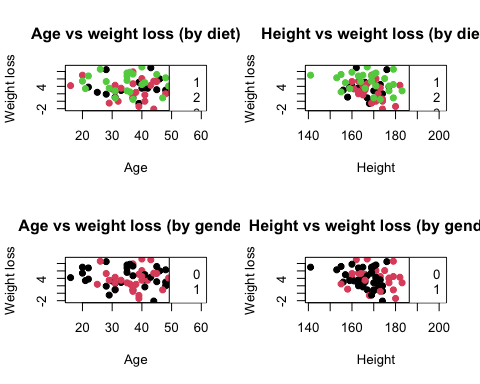 Age vs weight loss (by diet)
Weight loss
-2 4
1
2
20 30 40 50 60
Age
Height vs weight loss (by die
Weight loss
-2 4
1
2
140 160 180 200
Height
Age vs weight loss (by gende
Weight loss
-2 4
0
1
20 30 40 50 60
Age
Height vs weight loss (by gend
Weight loss
-2 4
0
1
140 160 180 200
Height